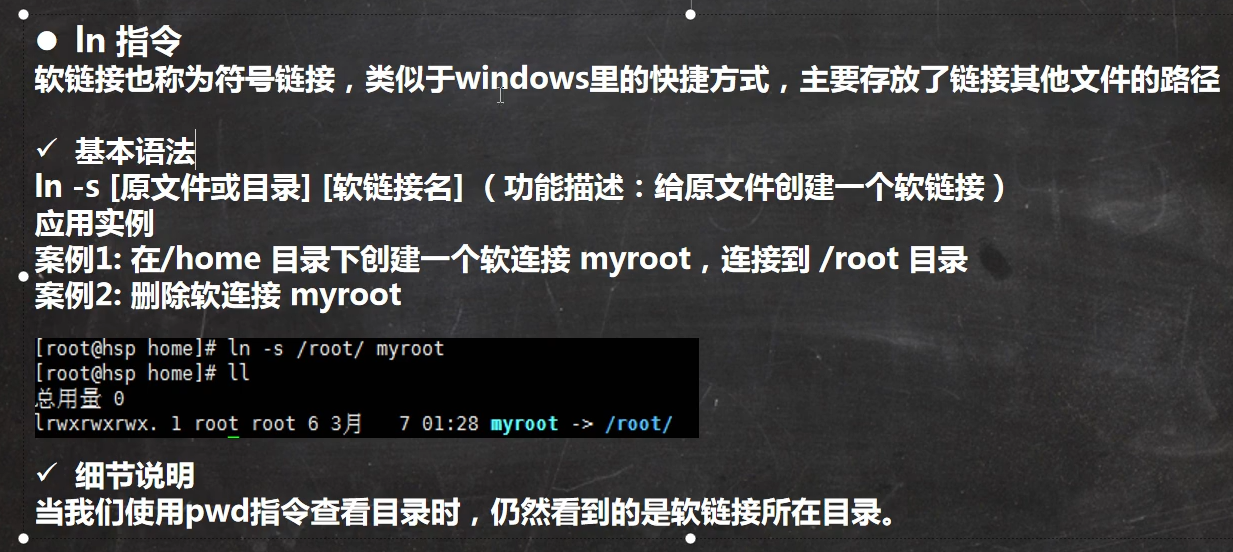 ● ln 指令
软链接也称为符号链接，类似于windows里的快捷方式，主要存放了链接其他文件的路径
✓ 基本语法
ln -s [原文件或目录] [软链接名] （功能描述：给原文件创建一个软链接）
应用实例
案例1: 在/home 目录下创建一个软连接 myroot，连接到 /root 目录
案例2: 删除软连接 myroot
[root@hsp home]# ln -s /root/ myroot
[root@hsp home]# ll
总用量 0
lrwxrwxrwx. 1 root root 6 3月   7 01:28 myroot -> /root/
✓ 细节说明
当我们使用pwd指令查看目录时，仍然看到的是软链接所在目录。